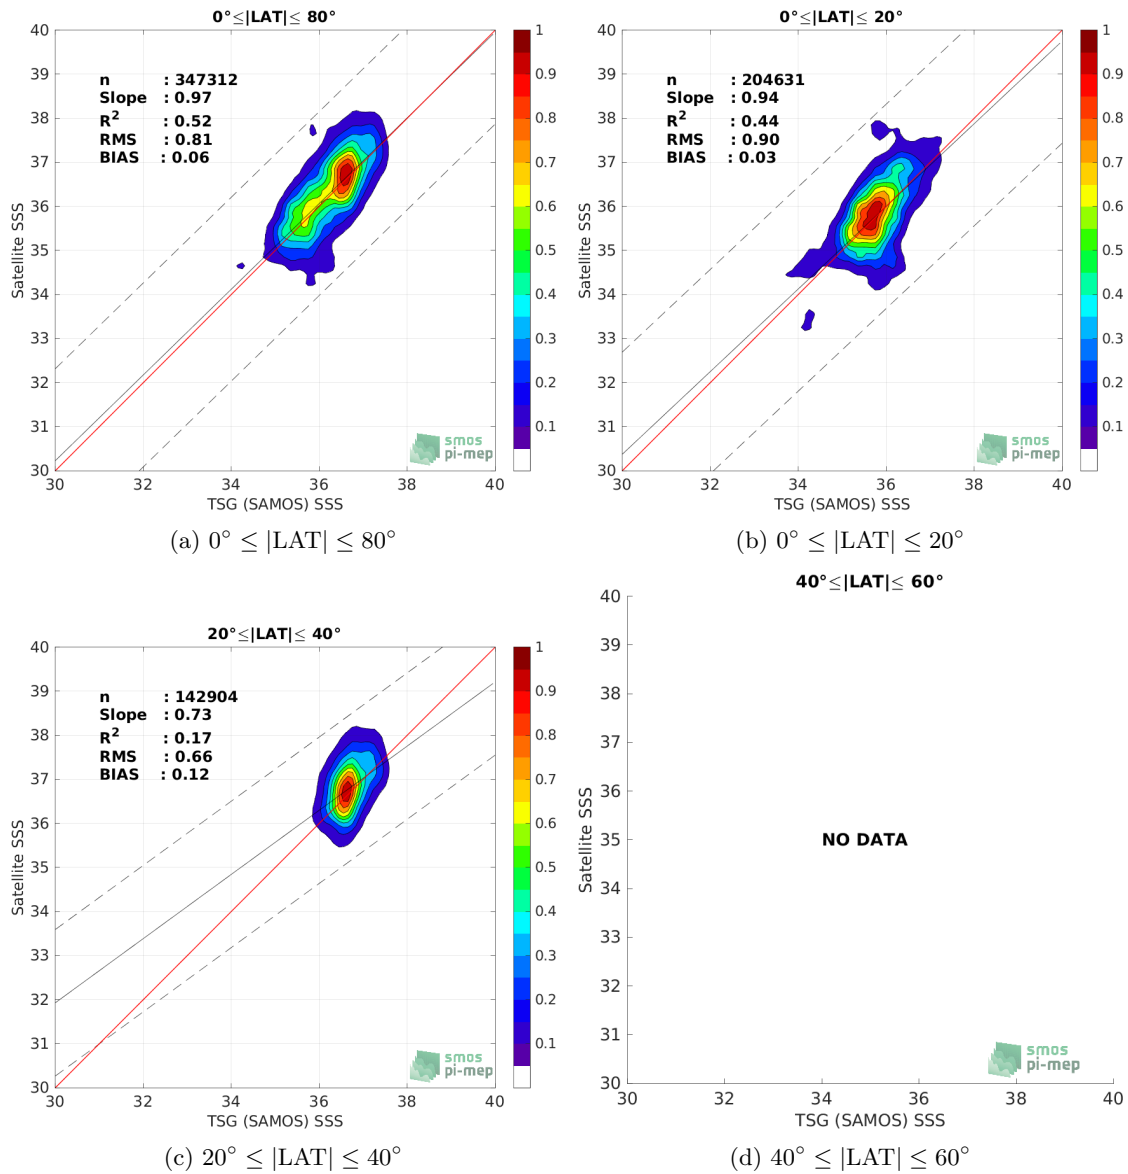 0°≤|LAT|≤ 80°
40
39
38
37
36
35
34
33
32
31
30
Satellite SSS
n : 347312
Slope : 0.97
R² : 0.52
RMS : 0.81
BIAS : 0.06
smos
pi-mep
30 32 34 36 38 40
TSG (SAMOS) SSS
1
0.9
0.8
0.7
0.6
0.5
0.4
0.3
0.2
0.1
(a) 0° ≤ |LAT| ≤ 80°
0°≤|LAT|≤ 20°
40
39
38
37
36
35
34
33
32
31
30
Satellite SSS
n : 204631
Slope : 0.94
R² : 0.44
RMS : 0.90
BIAS : 0.03
smos
pi-mep
30 32 34 36 38 40
TSG (SAMOS) SSS
1
0.9
0.8
0.7
0.6
0.5
0.4
0.3
0.2
0.1
(b) 0° ≤ |LAT| ≤ 20°
20°≤|LAT|≤ 40°
40
39
38
37
36
35
34
33
32
31
30
Satellite SSS
n : 142904
Slope : 0.73
R² : 0.17
RMS : 0.66
BIAS : 0.12
smos
pi-mep
30 32 34 36 38 40
TSG (SAMOS) SSS
1
0.9
0.8
0.7
0.6
0.5
0.4
0.3
0.2
0.1
(c) 20° ≤ |LAT| ≤ 40°
40°≤|LAT|≤ 60°
40
39
38
37
36
35
34
33
32
31
30
Satellite SSS
NO DATA
smos
pi-mep
30 32 34 36 38 40
TSG (SAMOS) SSS
(d) 40° ≤ |LAT| ≤ 60°